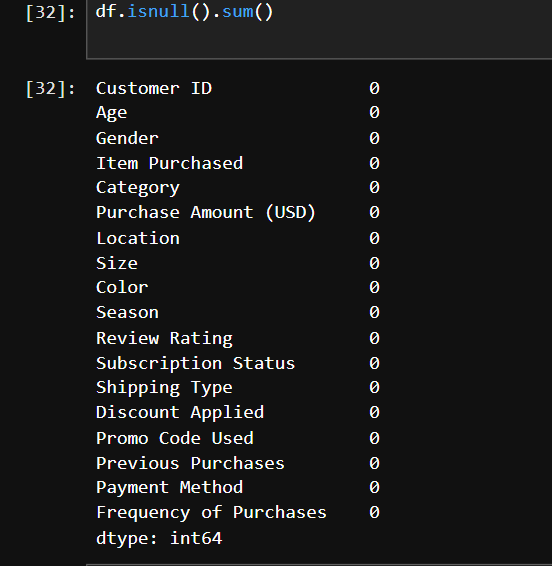 [32]: df.isnull().sum()
[32]: Customer ID 0
Age 0
Gender 0
Item Purchased 0
Category 0
Purchase Amount (USD) 0
Location 0
Size 0
Color 0
Season 0
Review Rating 0
Subscription Status 0
Shipping Type 0
Discount Applied 0
Promo Code Used 0
Previous Purchases 0
Payment Method 0
Frequency of Purchases 0
dtype: int64